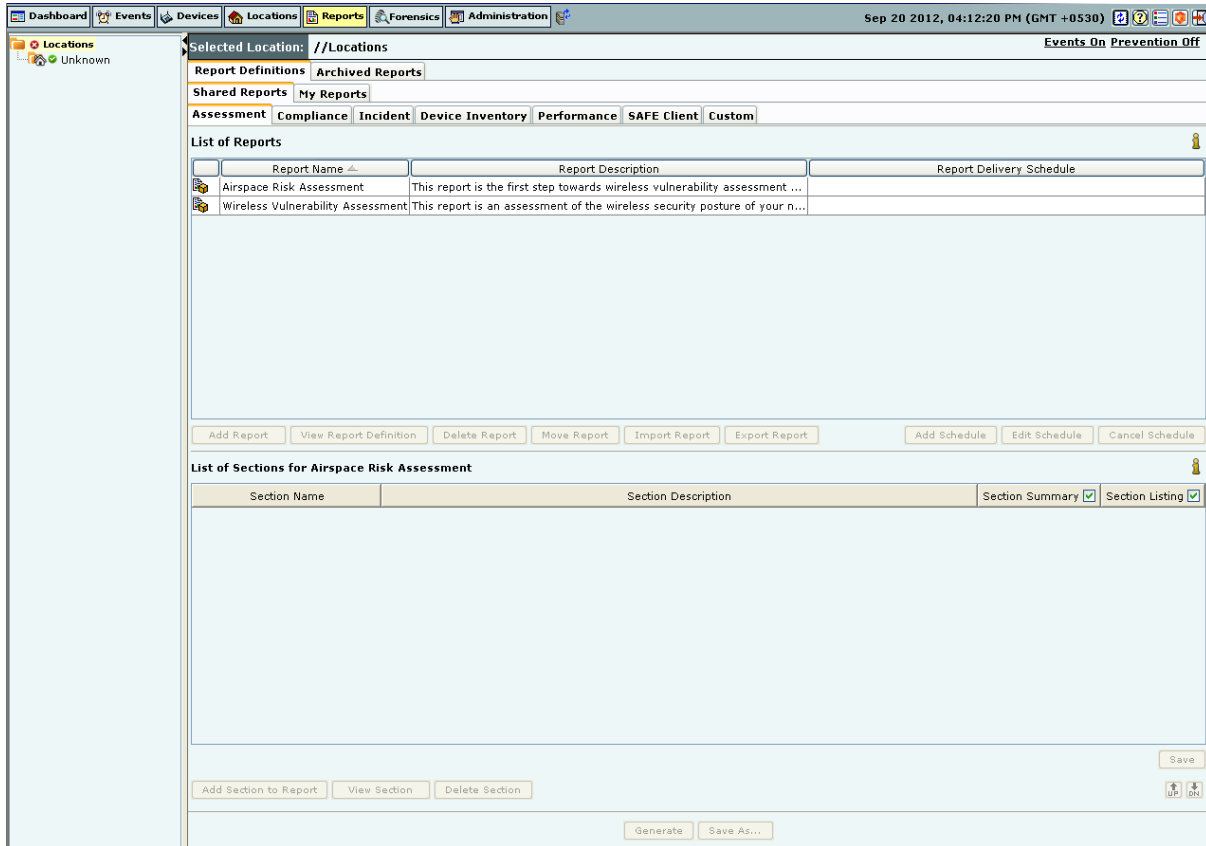 Dashboard Events Devices Locations Reports Forensics Administration Sep 20 2012, 04:12:20 PM (GMT +0530)
Locations
Unknown
Selected Location: //Locations Events On Prevention Off
Report Definitions Archived Reports
Shared Reports My Reports
Assessment Compliance Incident Device Inventory Performance SAFE Client Custom
List of Reports
Report Name Report Description Report Delivery Schedule
Airspace Risk Assessment This report is the first step towards wireless vulnerability assessment ...
Wireless Vulnerability Assessment This report is an assessment of the wireless security posture of your n...
Add Report View Report Definition Delete Report Move Report Import Report Export Report Add Schedule Edit Schedule Cancel Schedule
List of Sections for Airspace Risk Assessment
Section Name Section Description Section Summary Section Listing
Save
Add Section to Report View Section Delete Section UP DN
Generate Save As...